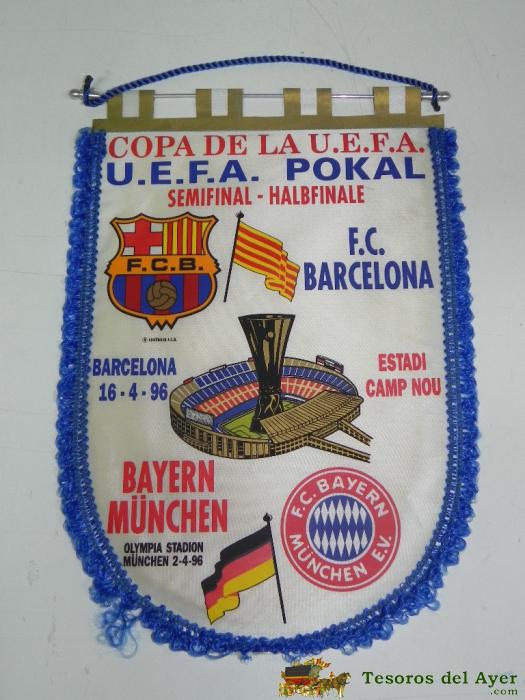 COPA DE LA U.E.F.A.
U.E.F.A. POKAL
SEMIFINAL - HALBFINALE
F.C.B.
F.C.
BARCELONA
BARCELONA
16 - 4 - 96
ESTADI
CAMP NOU
BAYERN
MÜNCHEN
OLYMPIA STADION
MÜNCHEN 2-4-96
F.C. BAYERN
MÜNCHEN E.V.
Tesoros del Ayer
.com